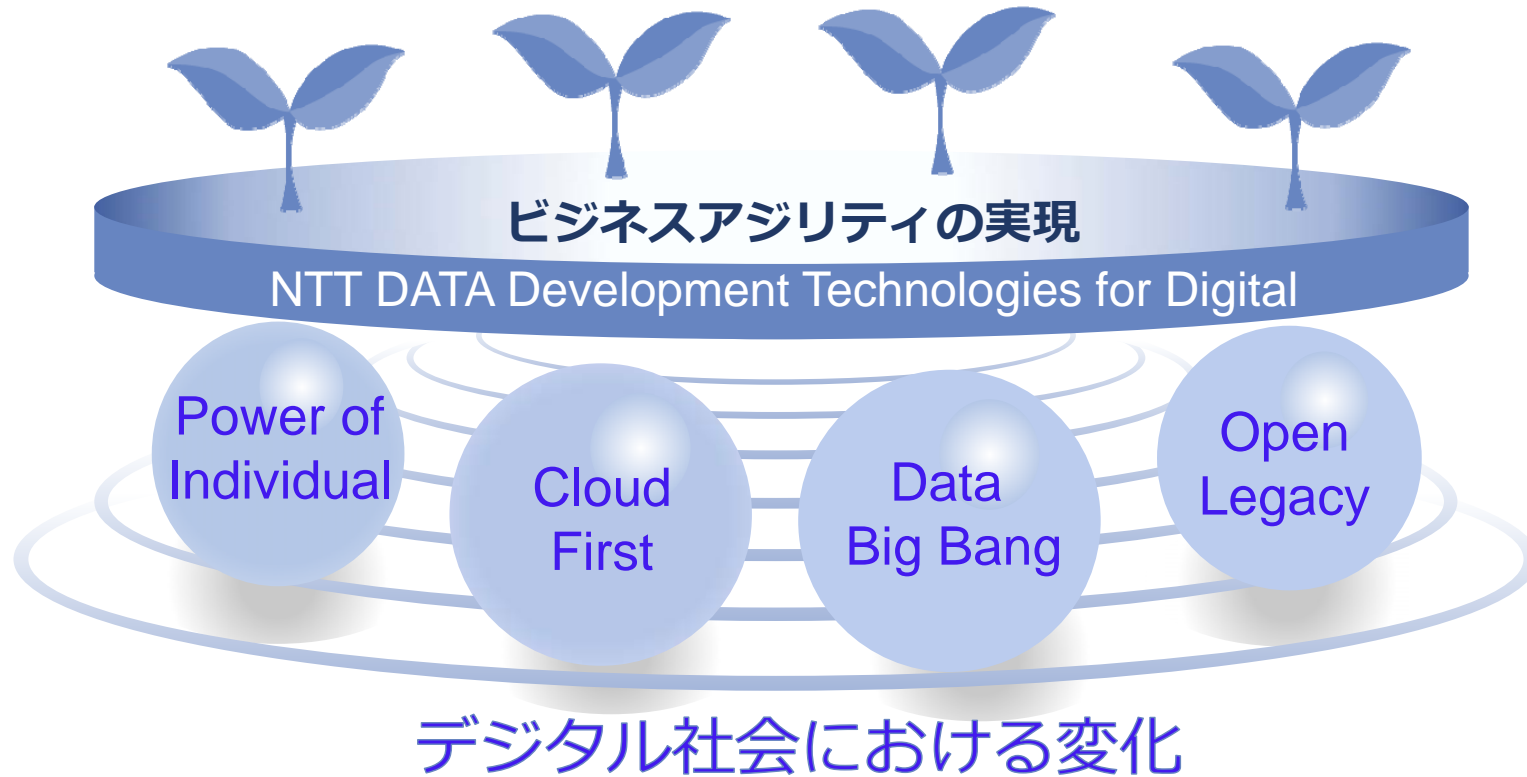 ビジネスアジリティの実現
NTT DATA Development Technologies for Digital
Power of
Individual
Cloud
First
Data
Big Bang
Open
Legacy
デジタル社会における変化